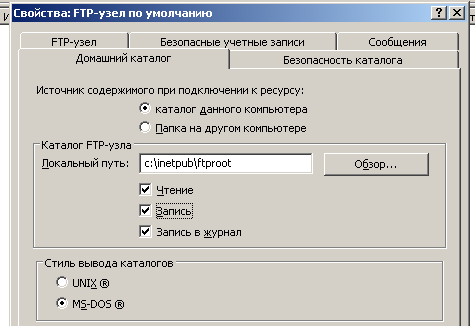 Свойства: FTP-узел по умолчанию
FTP-узел Безопасные учетные записи Сообщения
Домашний каталог Безопасность каталога
Источник содержимого при подключении к ресурсу:
каталог данного компьютера
Папка на другом компьютере
Каталог FTP-узла
Локальный путь: c:\inetpub\ftproot Обзор...
Чтение
Запись
Запись в журнал
Стиль вывода каталогов
UNIX ®
MS-DOS ®